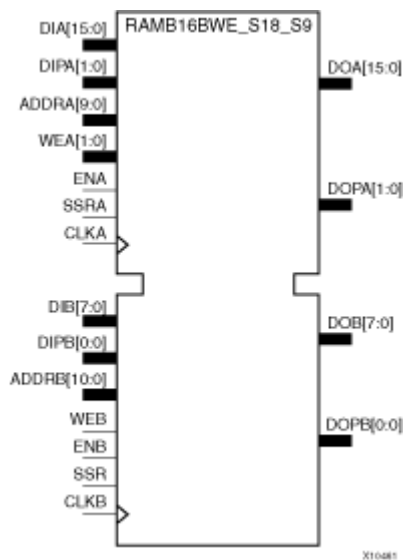 RAMB16BWE_S18_S9
DIA[15:0]
DIPA[1:0]
ADDRA[9:0]
WEA[1:0]
ENA
SSRA
CLKA
DOA[15:0]
DOPA[1:0]
DIB[7:0]
DIPB[0:0]
ADDRB[10:0]
WEB
ENB
SSR
CLKB
DOB[7:0]
DOPB[0:0]
X10461